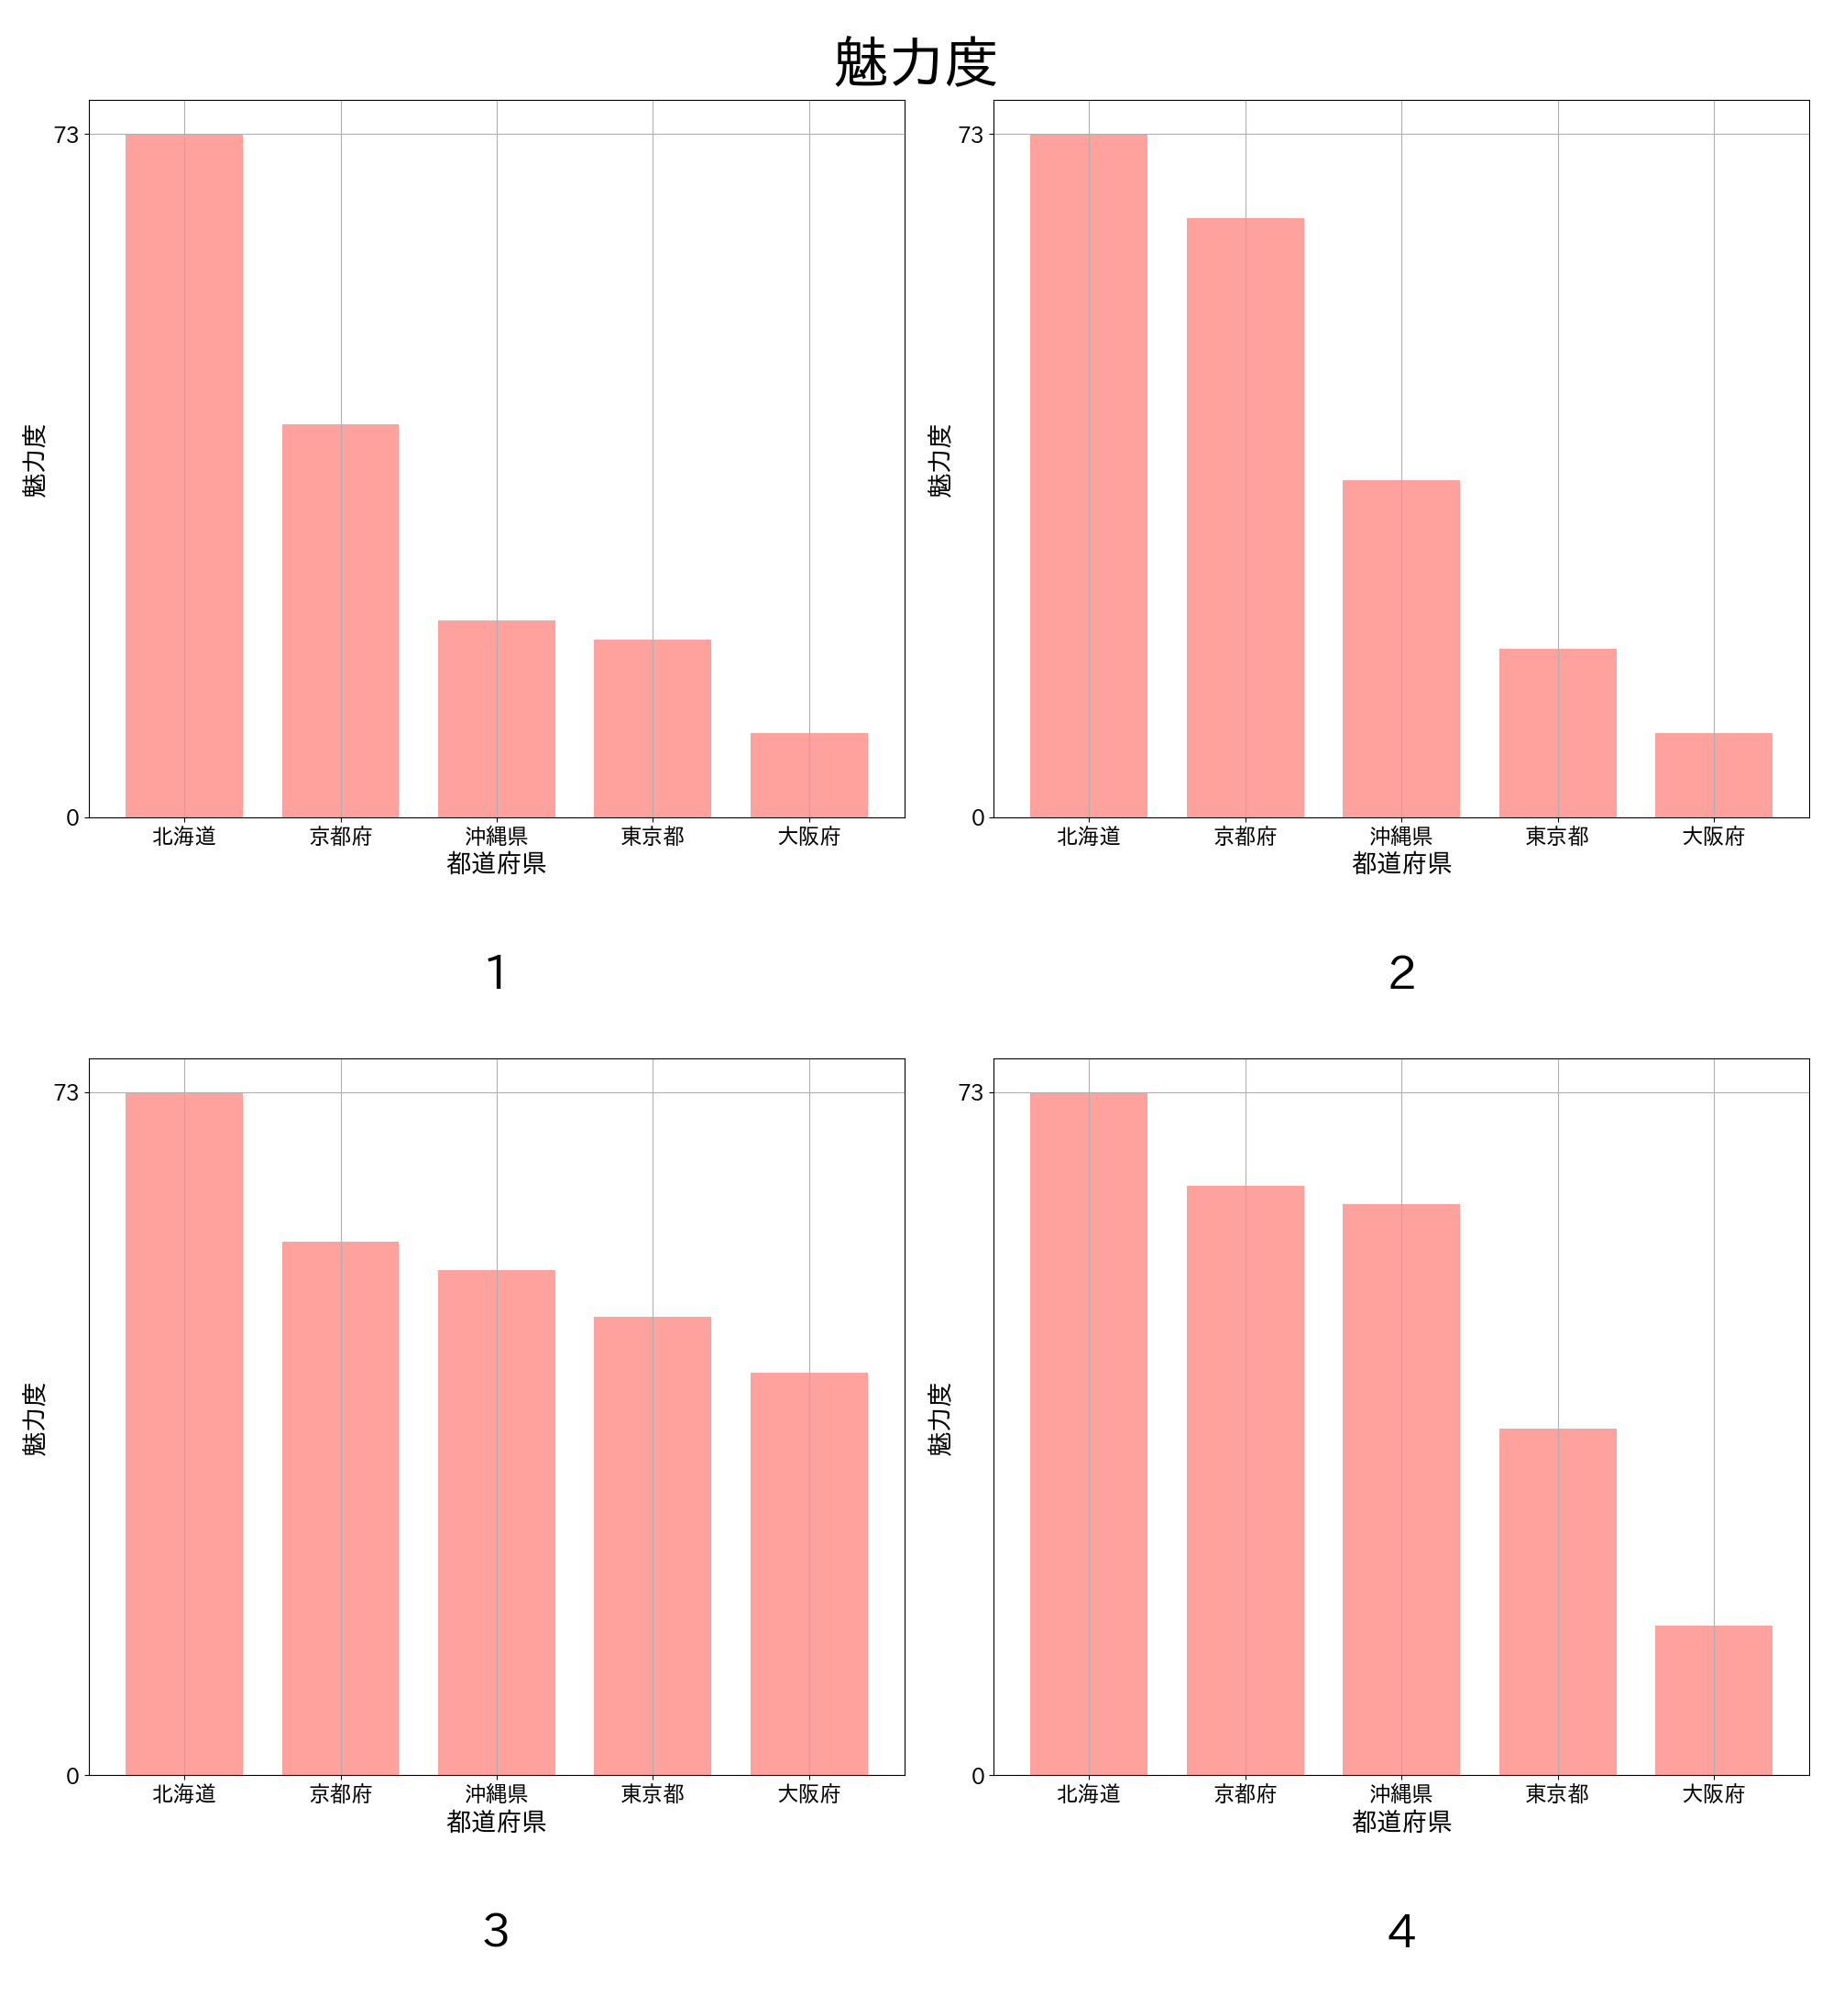 魅力度
73
0
魅力度
北海道 京都府 沖縄県 東京都 大阪府
都道府県
1
73
0
魅力度
北海道 京都府 沖縄県 東京都 大阪府
都道府県
2
73
0
魅力度
北海道 京都府 沖縄県 東京都 大阪府
都道府県
3
73
0
魅力度
北海道 京都府 沖縄県 東京都 大阪府
都道府県
4